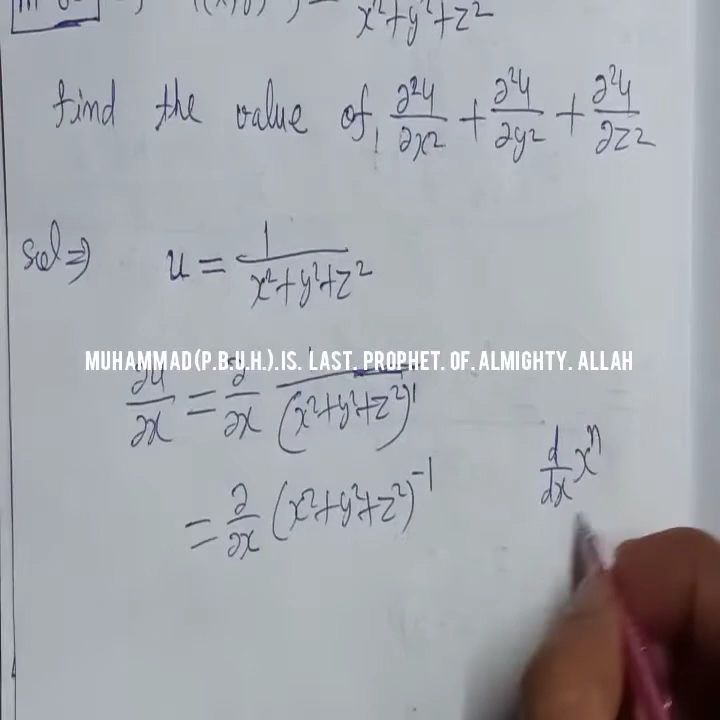 x²+y²+z²
find the value of, ∂²u/∂x² + ∂²u/∂y² + ∂²u/∂z²
sol⇒ u = 1/x²+y²+z²
MUHAMMAD(P.B.U.H.).IS. LAST. PROPHET. OF. ALMIGHTY. ALLAH
∂u/∂x = ∂/∂x 1/(x²+y²+z²)¹
= ∂/∂x (x²+y²+z²)⁻¹
d/dx xⁿ